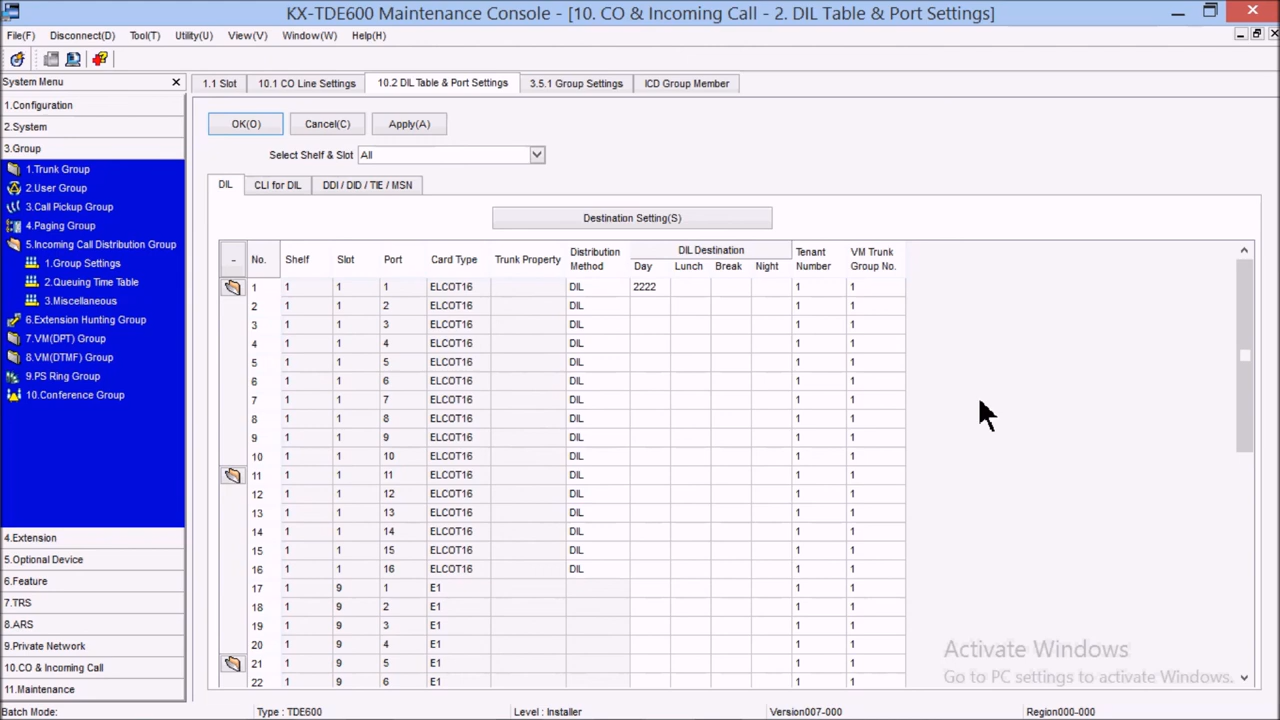 KX-TDE600 Maintenance Console - [10. CO & Incoming Call - 2. DIL Table & Port Settings]
File(F) Disconnect(D) Tool(T) Utility(U) View(V) Window(W) Help(H)
System Menu
1.Configuration
2.System
3.Group
1.Trunk Group
2.User Group
3.Call Pickup Group
4.Paging Group
5.Incoming Call Distribution Group
1.Group Settings
2.Queuing Time Table
3.Miscellaneous
6.Extension Hunting Group
7.VM(DPT) Group
8.VM(DTMF) Group
9.PS Ring Group
10.Conference Group
4.Extension
5.Optional Device
6.Feature
7.TRS
8.ARS
9.Private Network
10.CO & Incoming Call
11.Maintenance
1.1 Slot 10.1 CO Line Settings 10.2 DIL Table & Port Settings 3.5.1 Group Settings ICD Group Member
OK(O) Cancel(C) Apply(A)
Select Shelf & Slot All
DIL CLI for DIL DDI / DID / TIE / MSN
Destination Setting(S)
- No. Shelf Slot Port Card Type Trunk Property Distribution Method DIL Destination Day Lunch Break Night Tenant Number VM Trunk Group No.
1 1 1 1 ELCOT16 DIL 2222 1 1
2 1 1 2 ELCOT16 DIL 1 1
3 1 1 3 ELCOT16 DIL 1 1
4 1 1 4 ELCOT16 DIL 1 1
5 1 1 5 ELCOT16 DIL 1 1
6 1 1 6 ELCOT16 DIL 1 1
7 1 1 7 ELCOT16 DIL 1 1
8 1 1 8 ELCOT16 DIL 1 1
9 1 1 9 ELCOT16 DIL 1 1
10 1 1 10 ELCOT16 DIL 1 1
11 1 1 11 ELCOT16 DIL 1 1
12 1 1 12 ELCOT16 DIL 1 1
13 1 1 13 ELCOT16 DIL 1 1
14 1 1 14 ELCOT16 DIL 1 1
15 1 1 15 ELCOT16 DIL 1 1
16 1 1 16 ELCOT16 DIL 1 1
17 1 9 1 E1 1 1
18 1 9 2 E1 1 1
19 1 9 3 E1 1 1
20 1 9 4 E1 1 1
21 1 9 5 E1 1 1
22 1 9 6 E1 1 1
Activate Windows
Go to PC settings to activate Windows.
Batch Mode: Type : TDE600 Level : Installer Version007-000 Region000-000